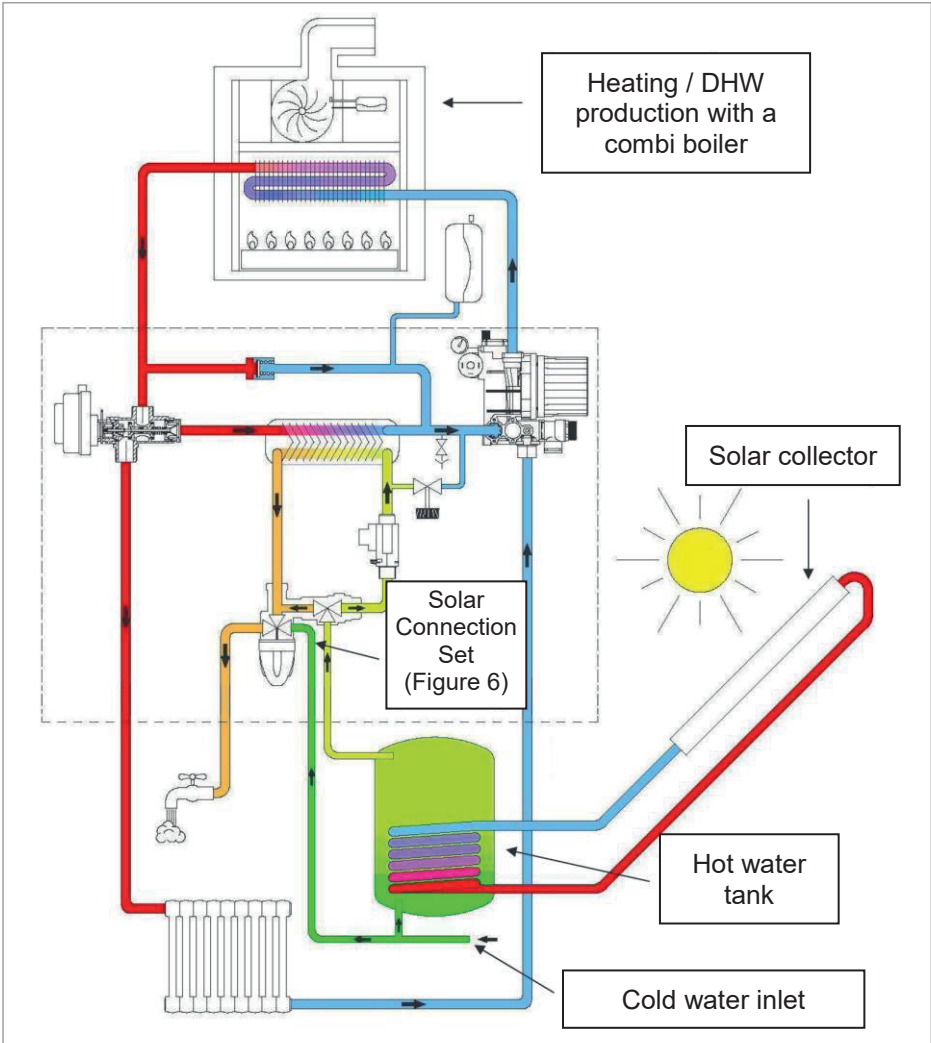 Heating / DHW
production with a
combi boiler
Solar collector
Solar
Connection
Set
(Figure 6)
Hot water
tank
Cold water inlet